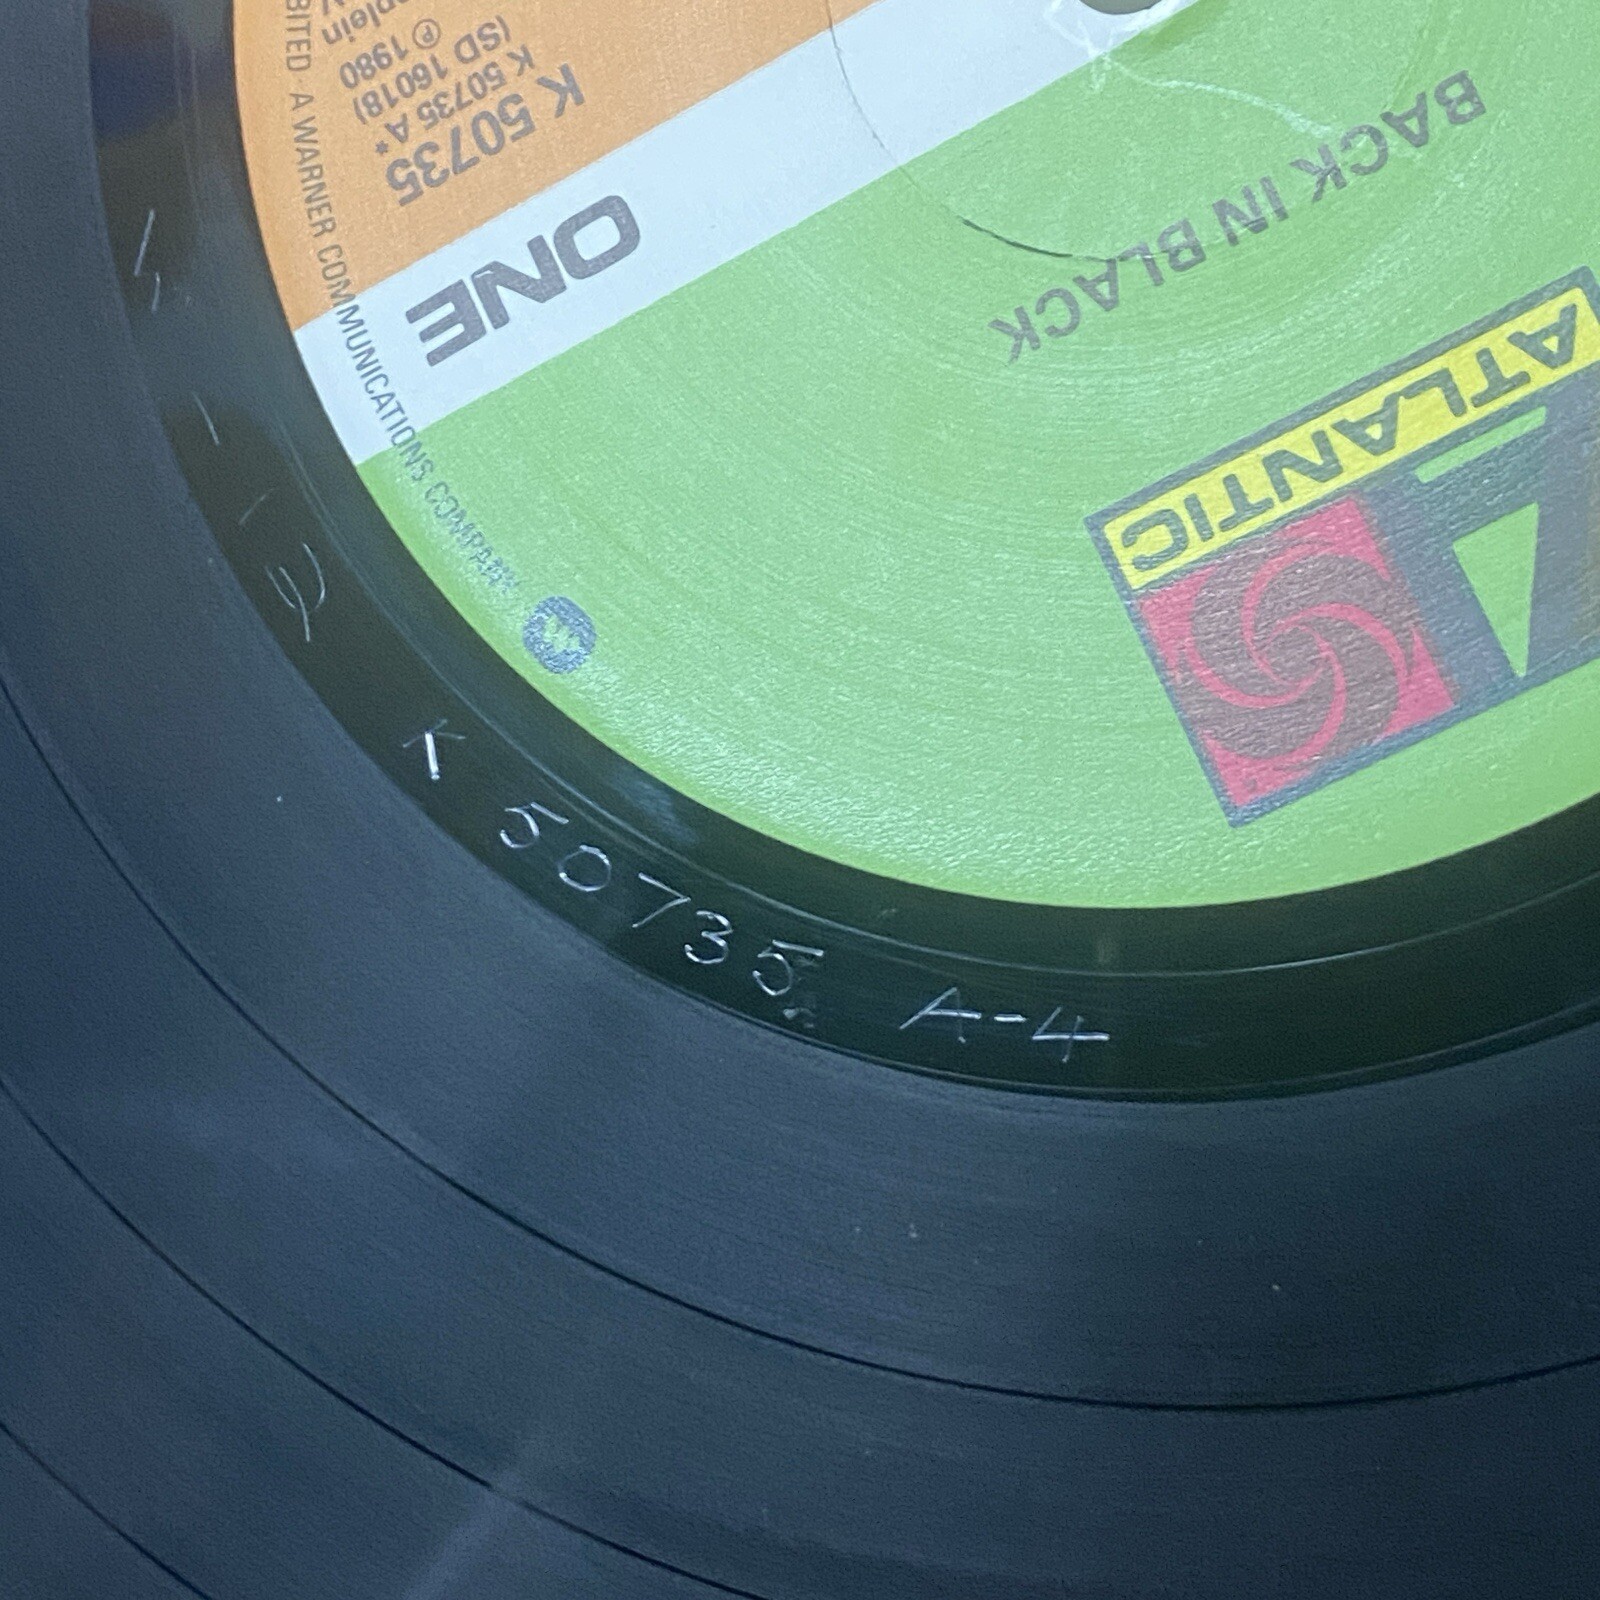 ATLANTIC
BACK IN BLACK
ONE
K 50735
K 50735 A*
(SD 16018)
℗ 1980
A WARNER COMMUNICATIONS COMPANY
K 50735 A-4